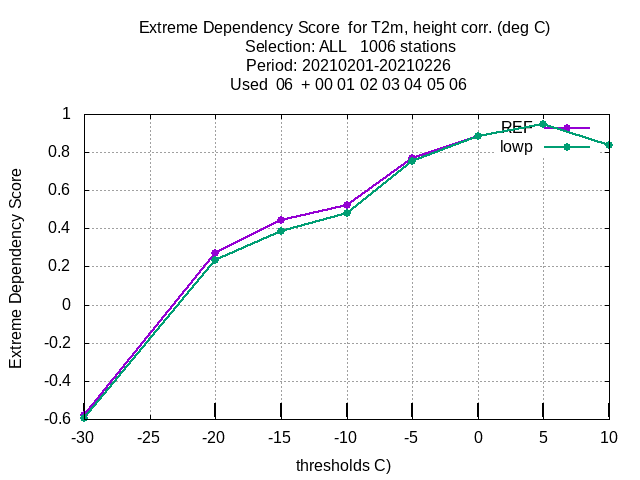 Extreme Dependency Score  for T2m, height corr. (deg C)
Selection: ALL   1006 stations
Period: 20210201-20210226
Used  06  + 00 01 02 03 04 05 06
REF
lowp
1
0.8
0.6
0.4
0.2
0
-0.2
-0.4
-0.6
Extreme Dependency Score
-30 -25 -20 -15 -10 -5 0 5 10
thresholds C)